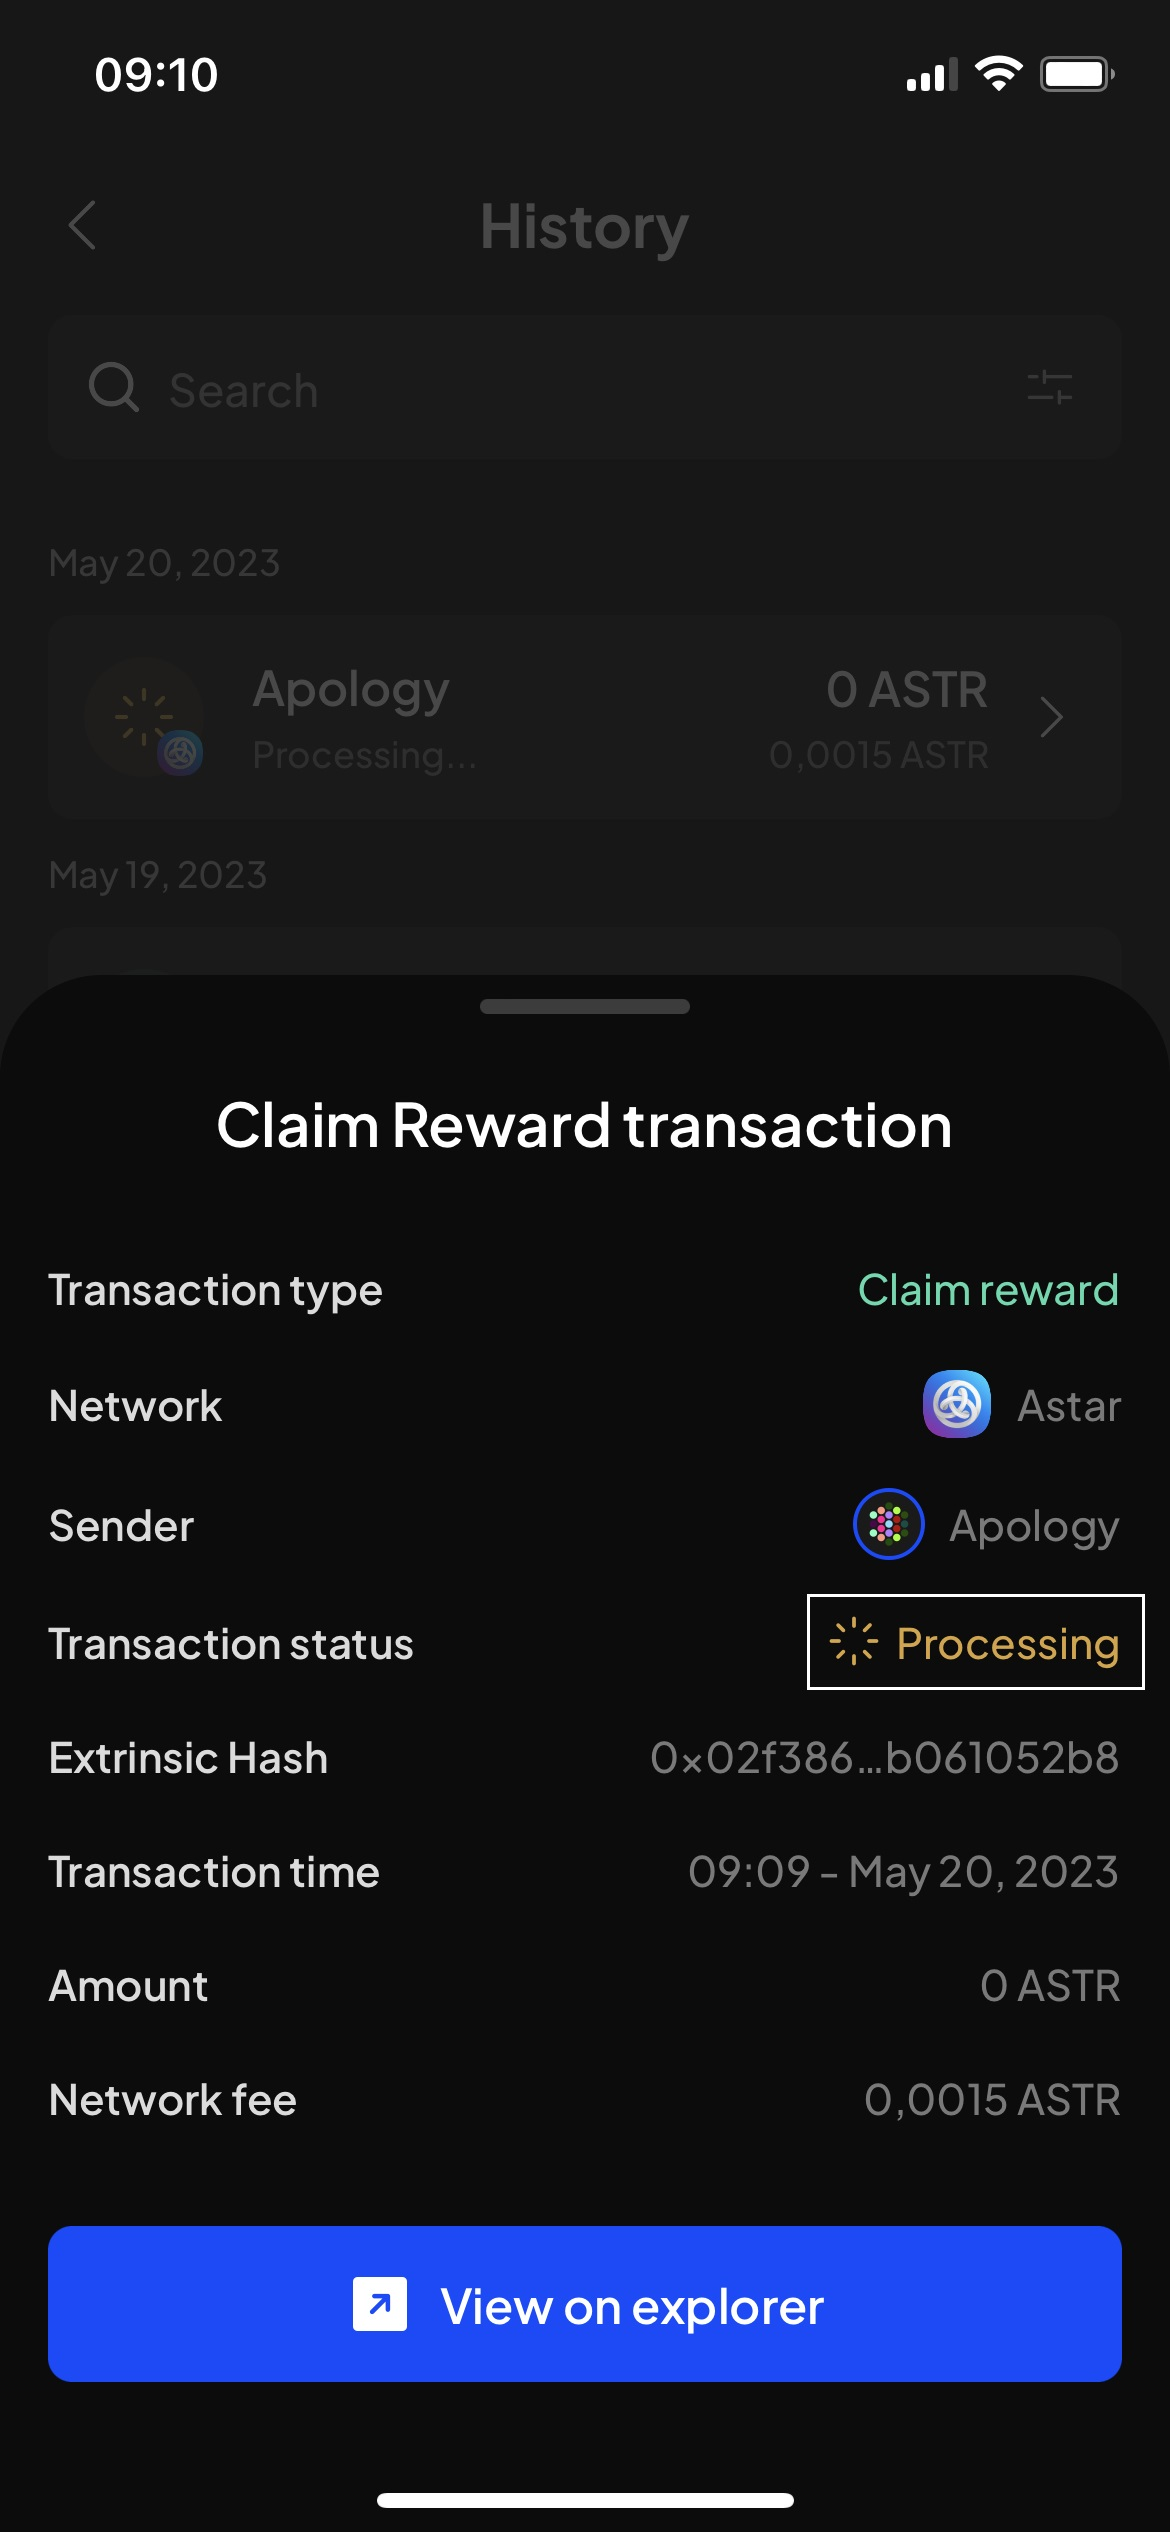 09:10
History
Search
May 20, 2023
Apology 0 ASTR
Processing... 0,0015 ASTR
May 19, 2023
Claim Reward transaction
Transaction type Claim reward
Network Astar
Sender Apology
Transaction status Processing
Extrinsic Hash 0x02f386...b061052b8
Transaction time 09:09 - May 20, 2023
Amount 0 ASTR
Network fee 0,0015 ASTR
View on explorer